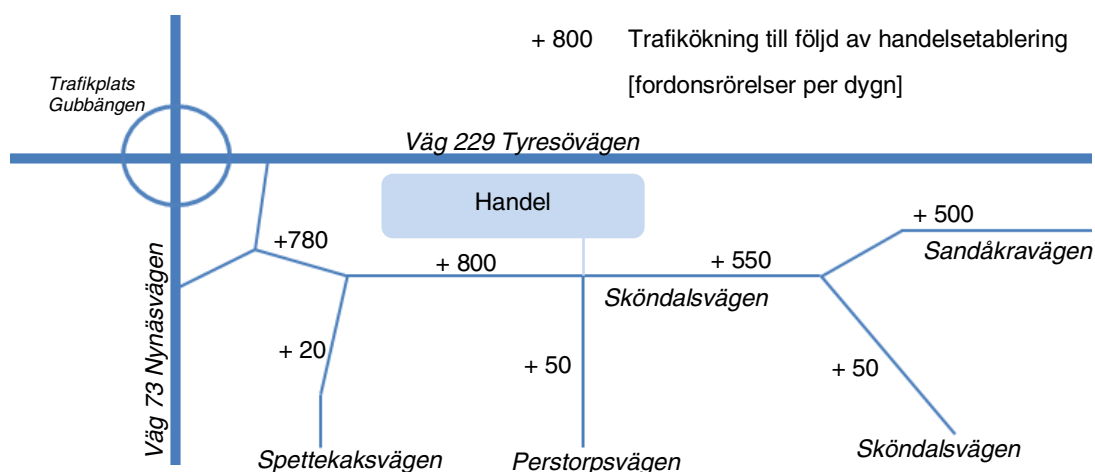 + 800 Trafikökning till följd av handelsetablering
[fordonsrörelser per dygn]
Trafikplats
Gubbängen
Väg 229 Tyresövägen
Handel
+ 500
Sandåkravägen
+780
+ 800
+ 550
Sköndalsvägen
Väg 73 Nynäsvägen
+ 20
+ 50
+ 50
Spettekaksvägen
Perstorpsvägen
Sköndalsvägen